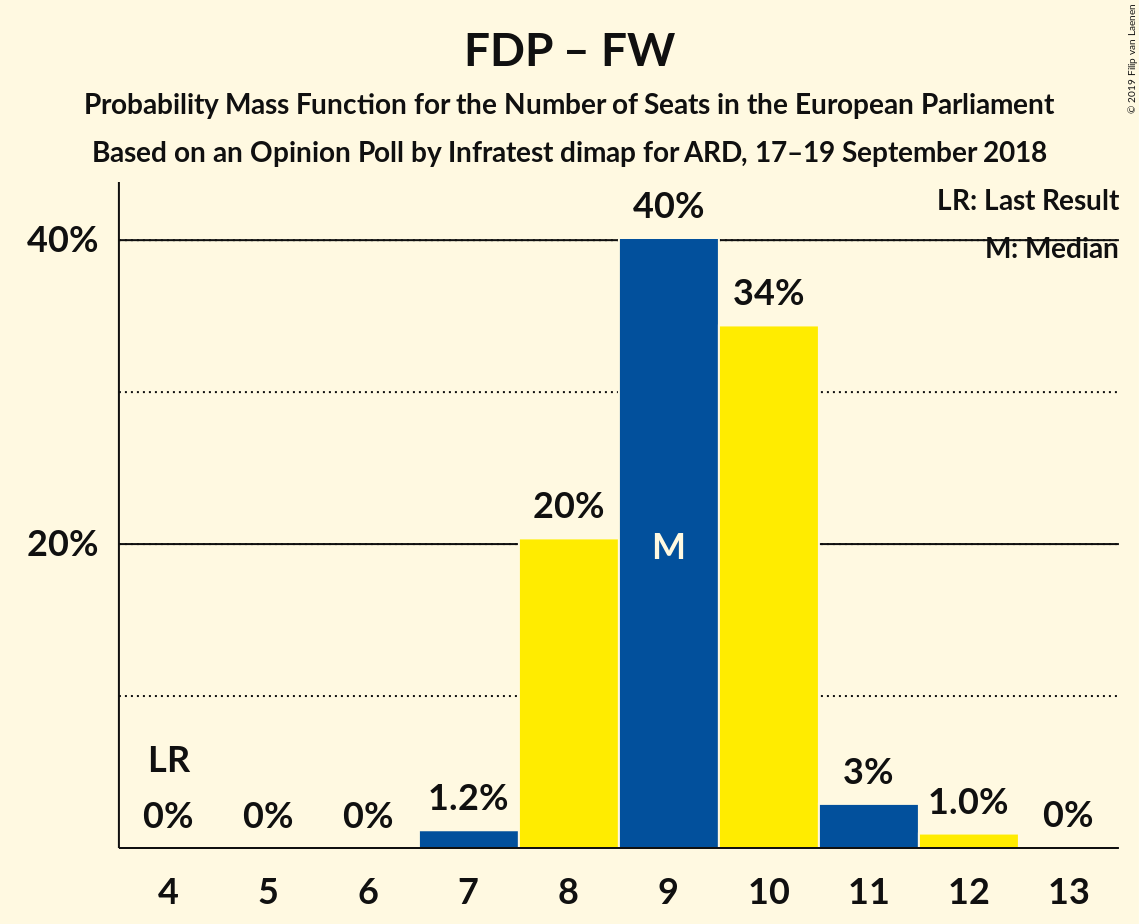 FDP – FW
Probability Mass Function for the Number of Seats in the European Parliament
Based on an Opinion Poll by Infratest dimap for ARD, 17–19 September 2018
© 2019 Filip van Laenen
LR: Last Result
M: Median
40%
20%
LR
0%
0%
0%
1.2%
20%
40%
M
34%
3%
1.0%
0%
4
5
6
7
8
9
10
11
12
13